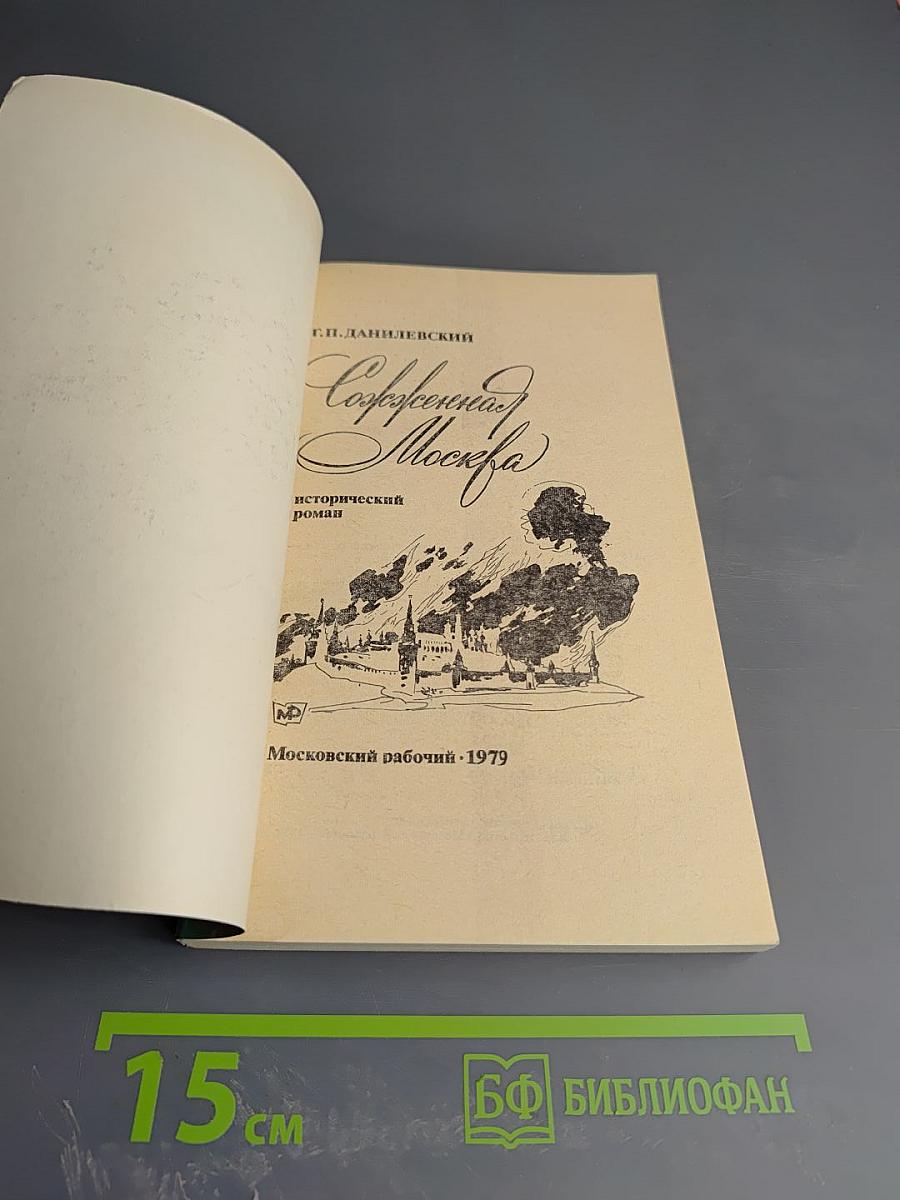 Г.П. ДАНИЛЕВСКИЙ
Сожженная
Москва
исторический
роман
МР
Московский рабочий · 1979
15 см
БФ БИБЛИОФАН